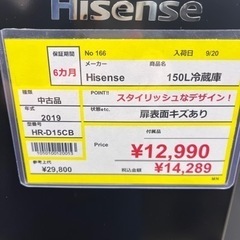 Hisense
保証期間 6カ月
No 166
入荷日 9/20
メーカー 商品名
Hisense 150L冷蔵庫
種類 中古品
POINT!! スタイリッシュなデザイン!
年式 2019
状態etc. 扉表面キズあり
型番 HR-D15CB
付属品
Price ¥12,990
参考上代 ¥29,800
税込金額 ¥14,289